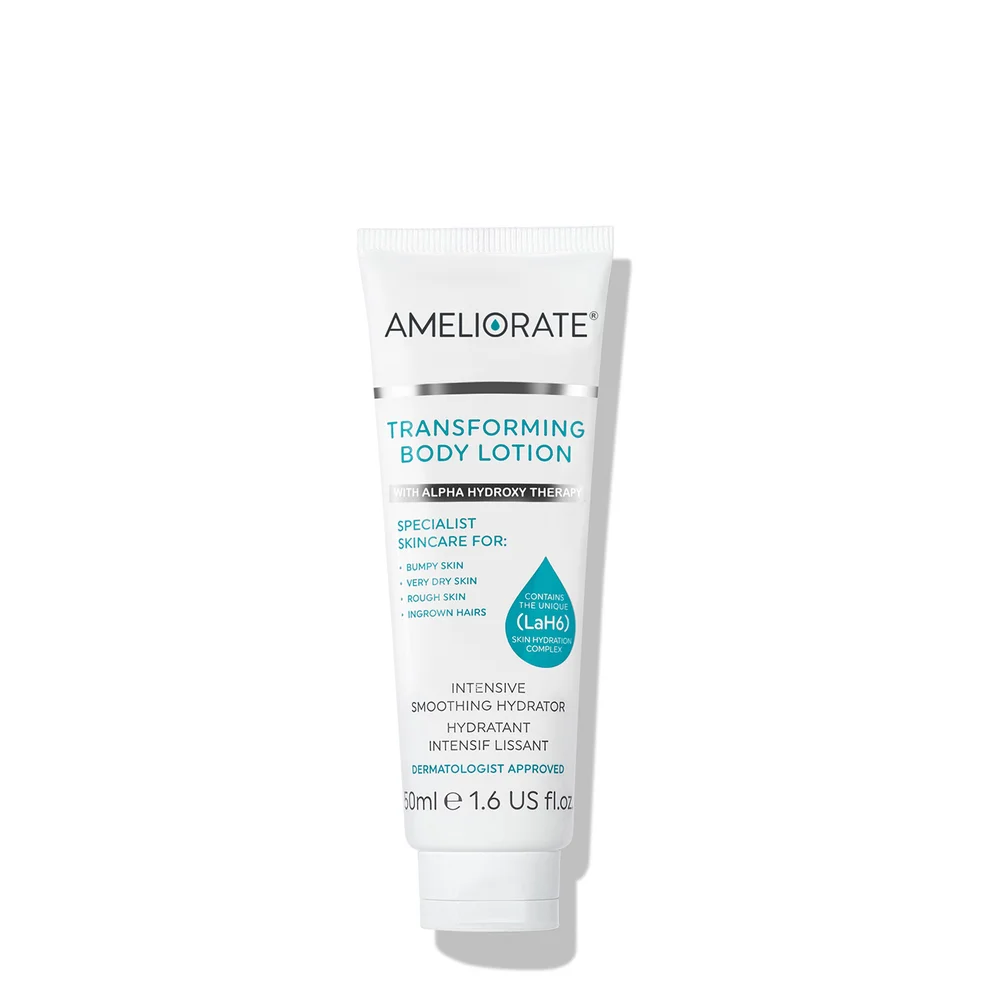 AMELIORATE®
TRANSFORMING
BODY LOTION
WITH ALPHA HYDROXY THERAPY
SPECIALIST
SKINCARE FOR:
• BUMPY SKIN
• VERY DRY SKIN
• ROUGH SKIN
• INGROWN HAIRS
CONTAINS
THE UNIQUE
(LaH6)
SKIN HYDRATION
COMPLEX
INTENSIVE
SMOOTHING HYDRATOR
HYDRATANT
INTENSIF LISSANT
DERMATOLOGIST APPROVED
50ml ℮ 1.6 US fl.oz